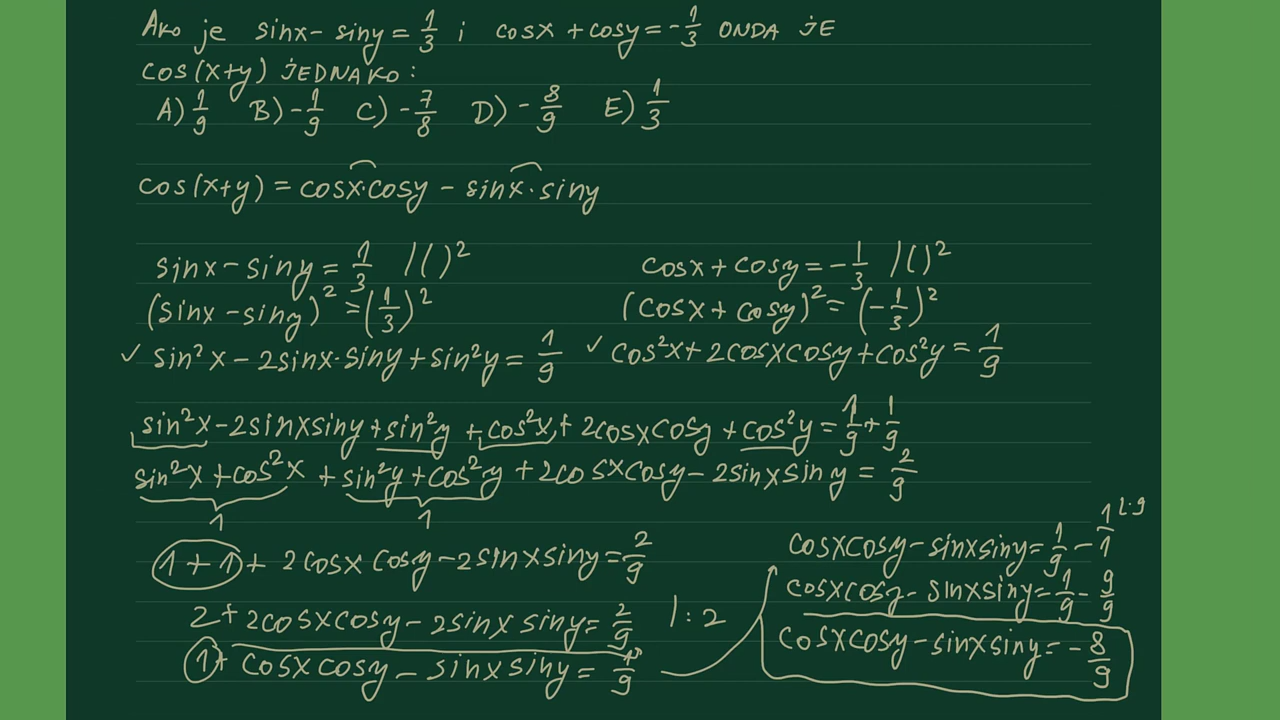 Ako je sinx - siny = 1/3 i cosx + cosy = -1/3 ONDA JE
cos(x+y) JEDNAKO:
A) 1/9 B) -1/9 C) -7/8 D) -8/9 E) 1/3
cos(x+y) = cosx·cosy - sinx·siny
sinx - siny = 1/3 /()²
(sinx - siny)² = (1/3)²
✓ sin²x - 2sinx·siny + sin²y = 1/9
cosx + cosy = -1/3 /()²
(cosx + cosy)² = (-1/3)²
✓ cos²x + 2cosxcosy + cos²y = 1/9
sin²x - 2sinxsiny + sin²y + cos²x + 2cosxcosy + cos²y = 1/9 + 1/9
sin²x + cos²x + sin²y + cos²y + 2cosxcosy - 2sinxsiny = 2/9
1 1
1 + 1 + 2cosxcosy - 2sinxsiny = 2/9
2 + 2cosxcosy - 2sinxsiny = 2/9 /:2
1 + cosxcosy - sinxsiny = 1/9
cosxcosy - sinxsiny = 1/9 - 1/1
cosxcosy - sinxsiny = 1/9 - 9/9
cosxcosy - sinxsiny = -8/9